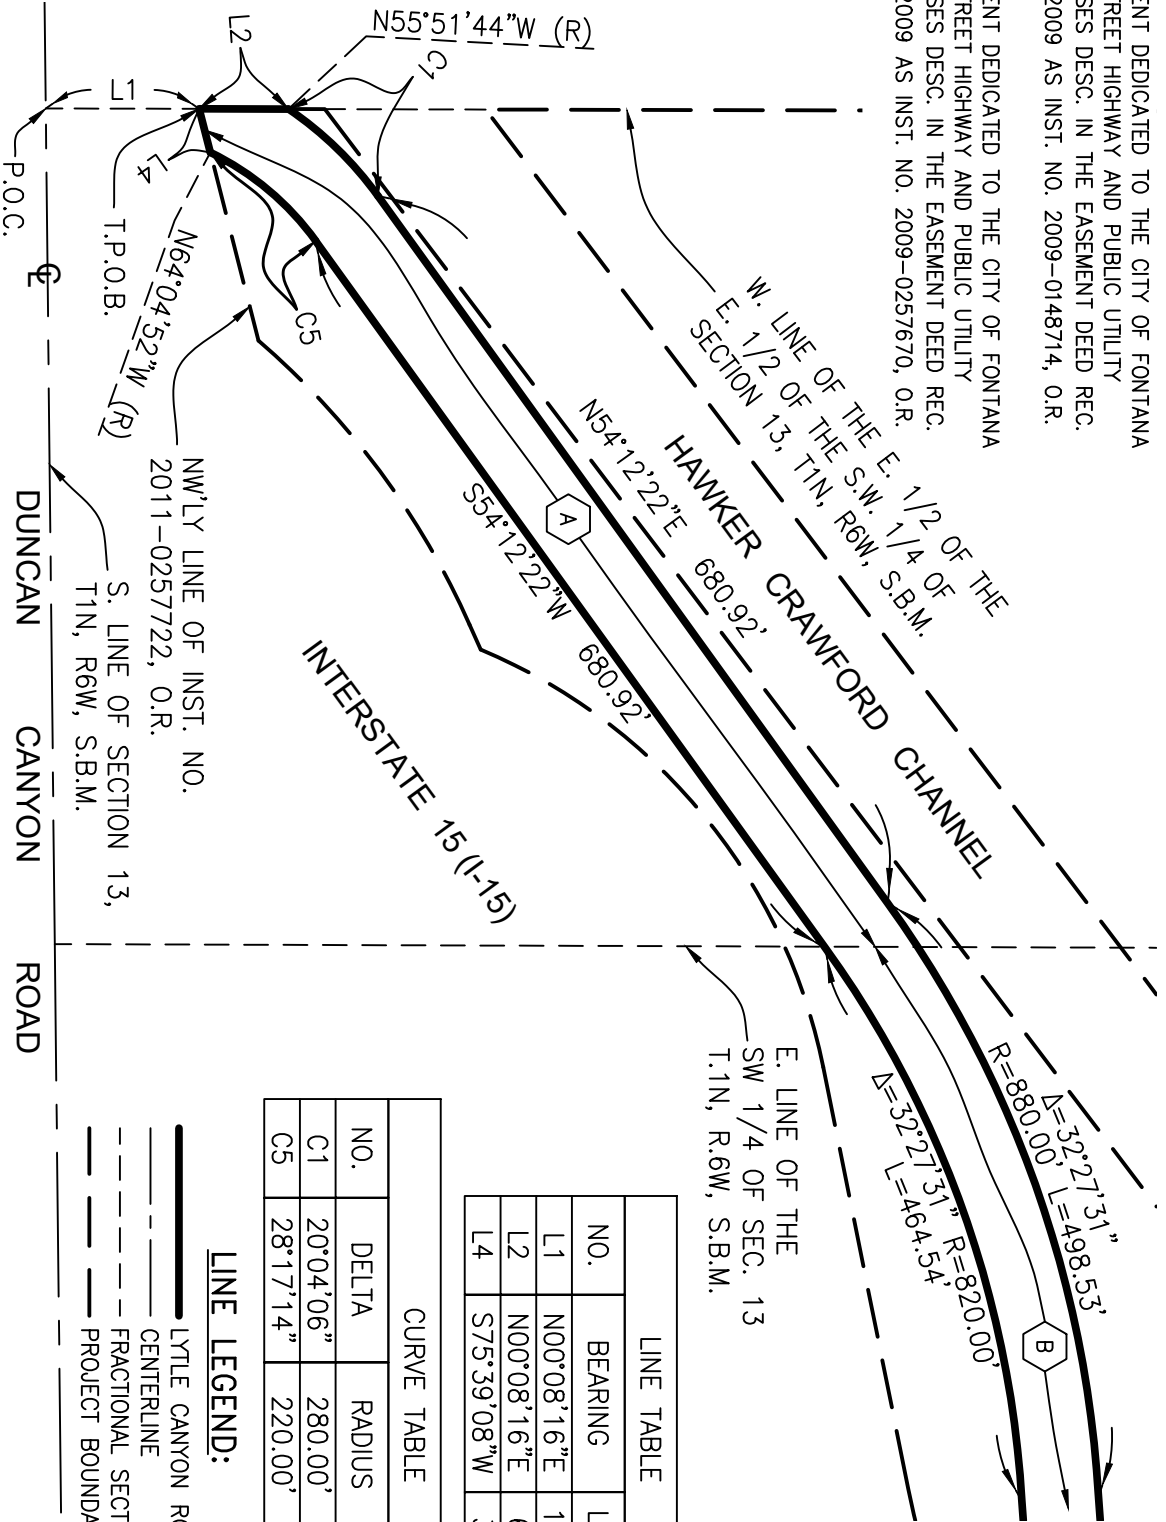 ENT DEDICATED TO THE CITY OF FONTANA
TREET HIGHWAY AND PUBLIC UTILITY
SES DESC. IN THE EASEMENT DEED REC.
2009 AS INST. NO. 2009-0148714, O.R.
ENT DEDICATED TO THE CITY OF FONTANA
TREET HIGHWAY AND PUBLIC UTILITY
SES DESC. IN THE EASEMENT DEED REC.
2009 AS INST. NO. 2009-0257670, O.R.
N55°51'44"W (R)
L2
C1
L1
L4
T.P.O.B.
P.O.C.
℄
C5
N64°04'52"W (R)
W. LINE OF THE E. 1/2 OF THE
E. 1/2 OF THE S.W. 1/4 OF
SECTION 13, T1N, R6W, S.B.M.
HAWKER CRAWFORD CHANNEL
N54°12'22"E 680.92'
A
S54°12'22"W 680.92'
INTERSTATE 15 (I-15)
NW'LY LINE OF INST. NO.
2011-0257722, O.R.
S. LINE OF SECTION 13,
T1N, R6W, S.B.M.
DUNCAN CANYON ROAD
E. LINE OF THE
SW 1/4 OF SEC. 13
T.1N, R.6W, S.B.M.
Δ=32°27'31"
R=880.00' L=498.53'
Δ=32°27'31" R=820.00'
L=464.54'
B
LINE TABLE
NO. BEARING L
L1 N00°08'16"E 1
L2 N00°08'16"E 6
L4 S75°39'08"W
CURVE TABLE
NO. DELTA RADIUS
C1 20°04'06" 280.00'
C5 28°17'14" 220.00'
LINE LEGEND:
LYTLE CANYON RO
CENTERLINE
FRACTIONAL SECT
PROJECT BOUNDA